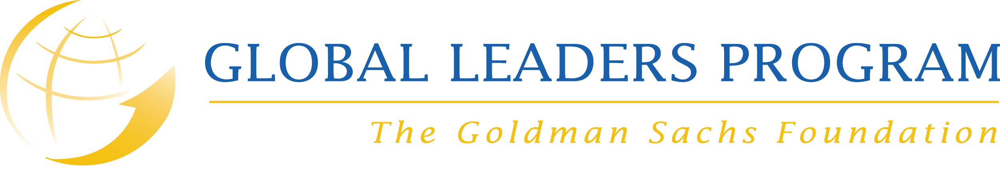 GLOBAL LEADERS PROGRAM
The Goldman Sachs Foundation